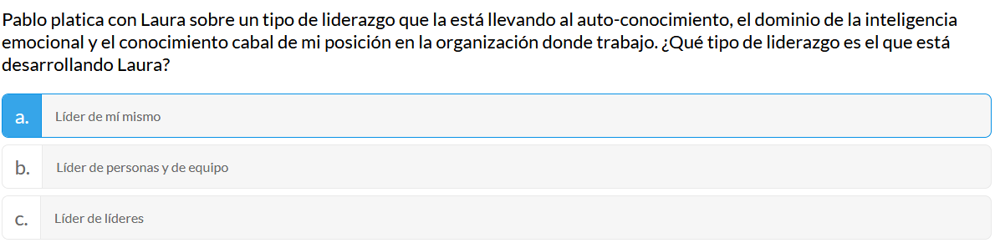 Pablo platica con Laura sobre un tipo de liderazgo que la está llevando al auto-conocimiento, el dominio de la inteligencia
emocional y el conocimiento cabal de mi posición en la organización donde trabajo. ¿Qué tipo de liderazgo es el que está
desarrollando Laura?
a. Líder de mí mismo
b. Líder de personas y de equipo
c. Líder de líderes